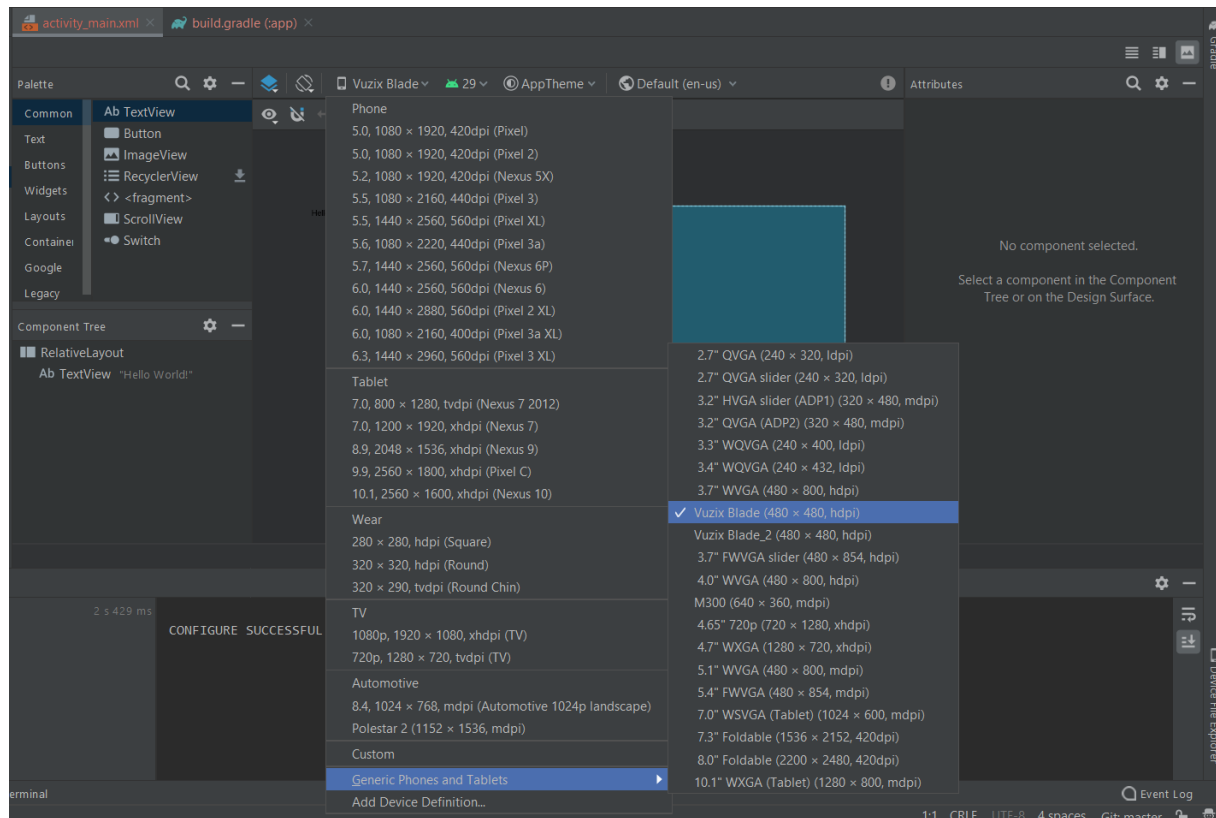 activity_main.xml
build.gradle (:app)
Gradle
Palette
Vuzix Blade
29
AppTheme
Default (en-us)
Attributes
Common
Text
Buttons
Widgets
Layouts
Container
Google
Legacy
Ab TextView
Button
ImageView
RecyclerView
<> <fragment>
ScrollView
Switch
Component Tree
RelativeLayout
Ab TextView "Hello World!"
Hello
Phone
5.0, 1080 × 1920, 420dpi (Pixel)
5.0, 1080 × 1920, 420dpi (Pixel 2)
5.2, 1080 × 1920, 420dpi (Nexus 5X)
5.5, 1080 × 2160, 440dpi (Pixel 3)
5.5, 1440 × 2560, 560dpi (Pixel XL)
5.6, 1080 × 2220, 440dpi (Pixel 3a)
5.7, 1440 × 2560, 560dpi (Nexus 6P)
6.0, 1440 × 2560, 560dpi (Nexus 6)
6.0, 1440 × 2880, 560dpi (Pixel 2 XL)
6.0, 1080 × 2160, 400dpi (Pixel 3a XL)
6.3, 1440 × 2960, 560dpi (Pixel 3 XL)
Tablet
7.0, 800 × 1280, tvdpi (Nexus 7 2012)
7.0, 1200 × 1920, xhdpi (Nexus 7)
8.9, 2048 × 1536, xhdpi (Nexus 9)
9.9, 2560 × 1800, xhdpi (Pixel C)
10.1, 2560 × 1600, xhdpi (Nexus 10)
Wear
280 × 280, hdpi (Square)
320 × 320, hdpi (Round)
320 × 290, tvdpi (Round Chin)
TV
1080p, 1920 × 1080, xhdpi (TV)
720p, 1280 × 720, tvdpi (TV)
Automotive
8.4, 1024 × 768, mdpi (Automotive 1024p landscape)
Polestar 2 (1152 × 1536, mdpi)
Custom
Generic Phones and Tablets
Add Device Definition...
2.7" QVGA (240 × 320, ldpi)
2.7" QVGA slider (240 × 320, ldpi)
3.2" HVGA slider (ADP1) (320 × 480, mdpi)
3.2" QVGA (ADP2) (320 × 480, mdpi)
3.3" WQVGA (240 × 400, ldpi)
3.4" WQVGA (240 × 432, ldpi)
3.7" WVGA (480 × 800, hdpi)
Vuzix Blade (480 × 480, hdpi)
Vuzix Blade_2 (480 × 480, hdpi)
3.7" FWVGA slider (480 × 854, hdpi)
4.0" WVGA (480 × 800, hdpi)
M300 (640 × 360, mdpi)
4.65" 720p (720 × 1280, xhdpi)
4.7" WXGA (1280 × 720, xhdpi)
5.1" WVGA (480 × 800, mdpi)
5.4" FWVGA (480 × 854, mdpi)
7.0" WSVGA (Tablet) (1024 × 600, mdpi)
7.3" Foldable (1536 × 2152, 420dpi)
8.0" Foldable (2200 × 2480, 420dpi)
10.1" WXGA (Tablet) (1280 × 800, mdpi)
No component selected.
Select a component in the Component
Tree or on the Design Surface.
2 s 429 ms
CONFIGURE SUCCESSFUL
Device File Explorer
erminal
Event Log
1:1 CRLF UTF-8 4 spaces Git: master